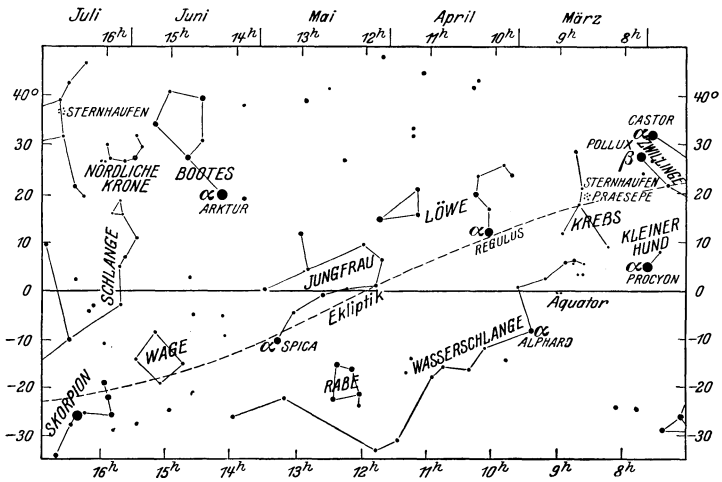 Juli Juni Mai April März
16h 15h 14h 13h 12h 11h 10h 9h 8h
40° 40°
STERNHAUFEN
CASTOR
α
30 30
POLLUX
β
ZWILLINGE
NÖRDLICHE
KRONE
BOOTES
STERNHAUFEN
PRAESEPE
20 20
α
ARKTUR
LÖWE
α
REGULUS
KREBS
KLEINER
HUND
SCHLANGE
10 10
JUNGFRAU
α
PROCYON
0 0
Ekliptik
Äquator
-10 -10
α SPICA
WAGE
WASSERSCHLANGE
α
ALPHARD
-20 -20
RABE
SKORPION
-30 -30
16h 15h 14h 13h 12h 11h 10h 9h 8h